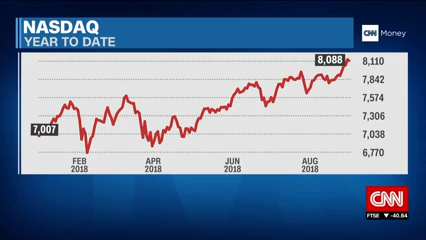 NASDAQ
YEAR TO DATE
CNN Money
8,088
8,110
7,842
7,574
7,007
7,306
7,038
6,770
FEB
2018
APR
2018
JUN
2018
AUG
2018
CNN
FTSE ▼ -40.64